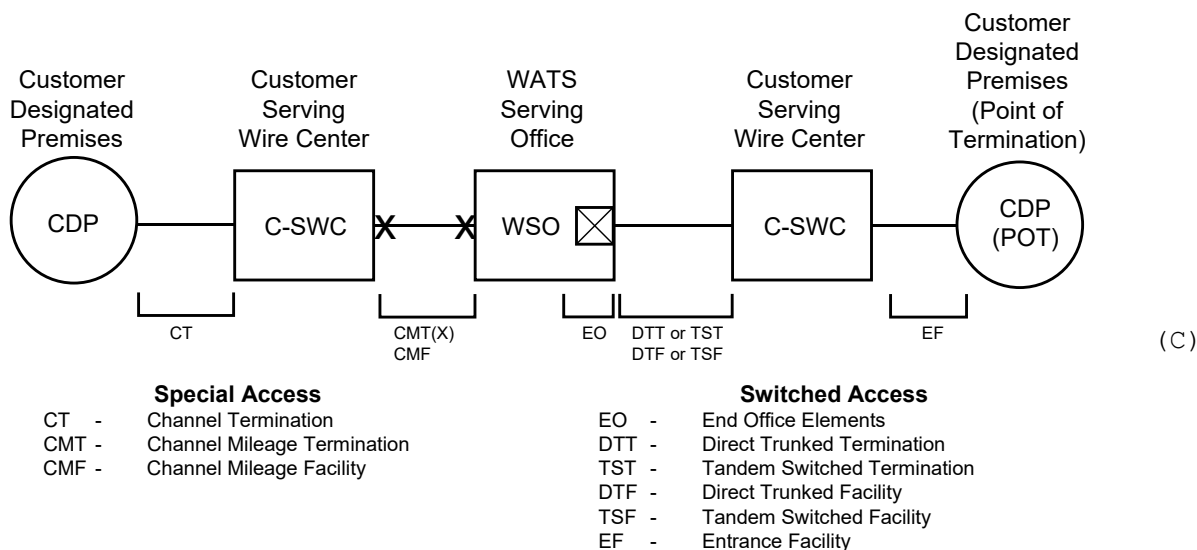 Customer
Designated
Premises
Customer
Serving
Wire Center
WATS
Serving
Office
Customer
Serving
Wire Center
Customer
Designated
Premises
(Point of
Termination)
CDP
C-SWC
X
X
WSO
C-SWC
CDP
(POT)
CT
CMT(X)
CMF
EO
DTT or TST
DTF or TSF
EF
(C)
Special Access
CT - Channel Termination
CMT - Channel Mileage Termination
CMF - Channel Mileage Facility
Switched Access
EO - End Office Elements
DTT - Direct Trunked Termination
TST - Tandem Switched Termination
DTF - Direct Trunked Facility
TSF - Tandem Switched Facility
EF - Entrance Facility